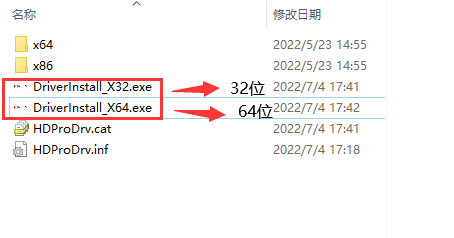 名称 修改日期
x64 2022/5/23 14:55
x86 2022/5/23 14:55
DriverInstall_X32.exe 32位 2022/7/4 17:41
DriverInstall_X64.exe 64位 2022/7/4 17:42
HDProDrv.cat 2022/7/4 17:41
HDProDrv.inf 2022/7/4 17:18